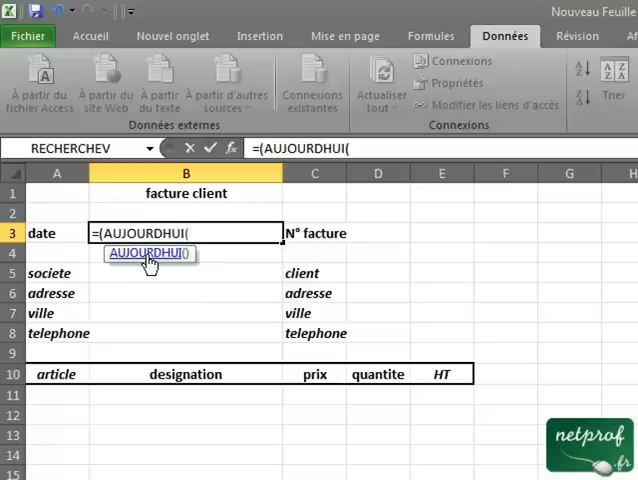 Nouveau Feuille
Fichier Accueil Nouvel onglet Insertion Mise en page Formules Données Révision Af
À partir du fichier Access
À partir du site Web
À partir du texte
À partir d'autres sources
Connexions existantes
Actualiser tout
Connexions
Propriétés
Modifier les liens d'accès
Trier
Données externes
Connexions
RECHERCHEV fx =(AUJOURDHUI(
A B C D E F G H
1 facture client
2
3 date =(AUJOURDHUI( N° facture
4 AUJOURDHUI()
5 societe client
6 adresse adresse
7 ville ville
8 telephone telephone
9
10 article designation prix quantite HT
11
12
13
14
15
netprof
.fr